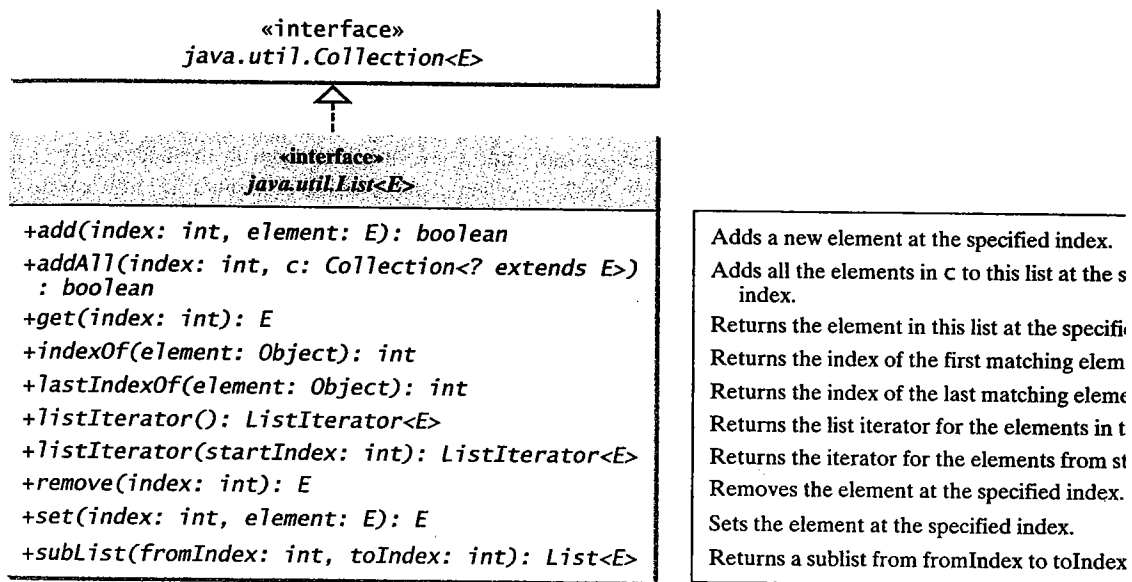 «interface»
java.util.Collection<E>
«interface»
java.util.List<E>
+add(index: int, element: E): boolean
+addAll(index: int, c: Collection<? extends E>)
: boolean
+get(index: int): E
+indexOf(element: Object): int
+lastIndexOf(element: Object): int
+listIterator(): ListIterator<E>
+listIterator(startIndex: int): ListIterator<E>
+remove(index: int): E
+set(index: int, element: E): E
+subList(fromIndex: int, toIndex: int): List<E>
Adds a new element at the specified index.
Adds all the elements in c to this list at the
index.
Returns the element in this list at the
Returns the index of the first matching
Returns the index of the last matching
Returns the list iterator for the elements in
Returns the iterator for the elements from
Removes the element at the specified index.
Sets the element at the specified index.
Returns a sublist from fromIndex to toIndex